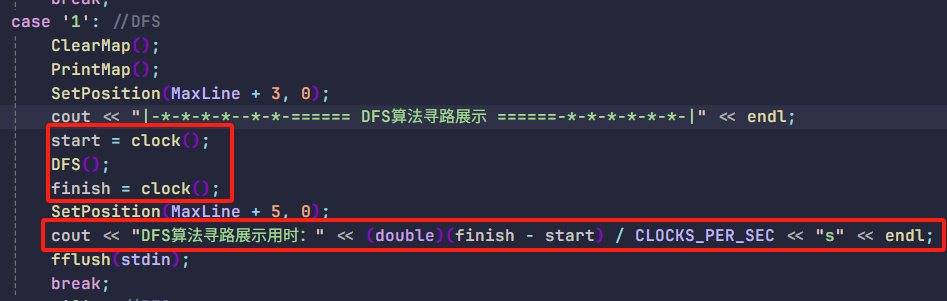 break;
case '1': //DFS
ClearMap();
PrintMap();
SetPosition(MaxLine + 3, 0);
cout << "|-*-*-*-*--*-*-====== DFS算法寻路展示 ======-*-*-*-*-*-*-|" << endl;
start = clock();
DFS();
finish = clock();
SetPosition(MaxLine + 5, 0);
cout << "DFS算法寻路展示用时：" << (double)(finish - start) / CLOCKS_PER_SEC << "s" << endl;
fflush(stdin);
break;